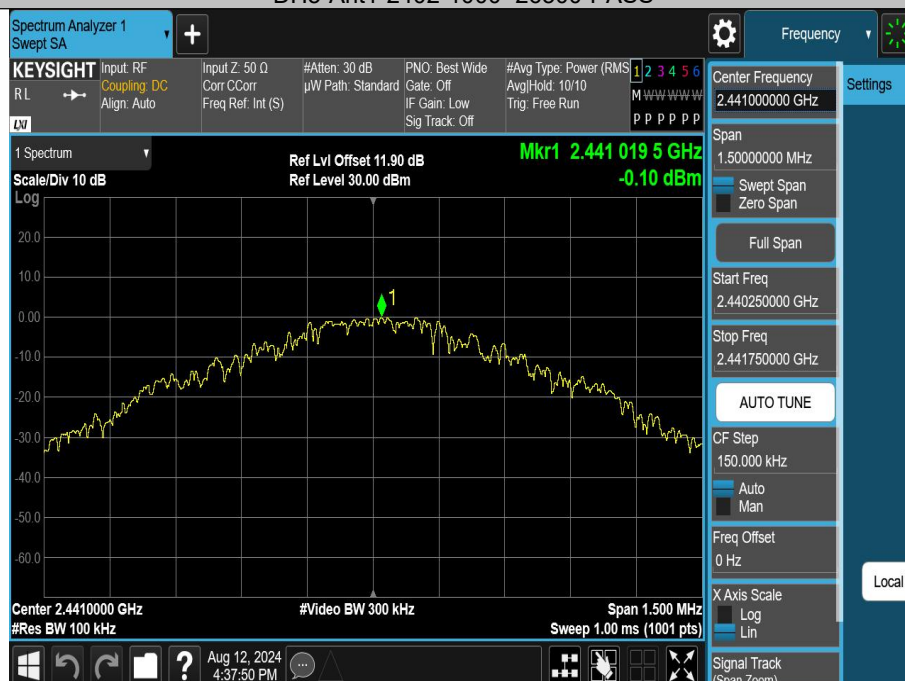 Spectrum Analyzer 1
Swept SA
+
Frequency
KEYSIGHT
RL
LXI
Input: RF
Coupling: DC
Align: Auto
Input Z: 50 Ω
Corr CCorr
Freq Ref: Int (S)
#Atten: 30 dB
µW Path: Standard
PNO: Best Wide
Gate: Off
IF Gain: Low
Sig Track: Off
#Avg Type: Power (RMS
Avg|Hold: 10/10
Trig: Free Run
1 2 3 4 5 6
M W W W W W
P P P P P P
1 Spectrum
Scale/Div 10 dB
Log
Ref Lvl Offset 11.90 dB
Ref Level 30.00 dBm
Mkr1 2.441 019 5 GHz
-0.10 dBm
20.0
10.0
0.00
-10.0
-20.0
-30.0
-40.0
-50.0
-60.0
1
Center 2.4410000 GHz
#Res BW 100 kHz
#Video BW 300 kHz
Span 1.500 MHz
Sweep 1.00 ms (1001 pts)
Aug 12, 2024
4:37:50 PM
?
Center Frequency
2.441000000 GHz
Settings
Span
1.50000000 MHz
Swept Span
Zero Span
Full Span
Start Freq
2.440250000 GHz
Stop Freq
2.441750000 GHz
AUTO TUNE
CF Step
150.000 kHz
Auto
Man
Freq Offset
0 Hz
Local
X Axis Scale
Log
Lin
Signal Track
(Span Zoom)